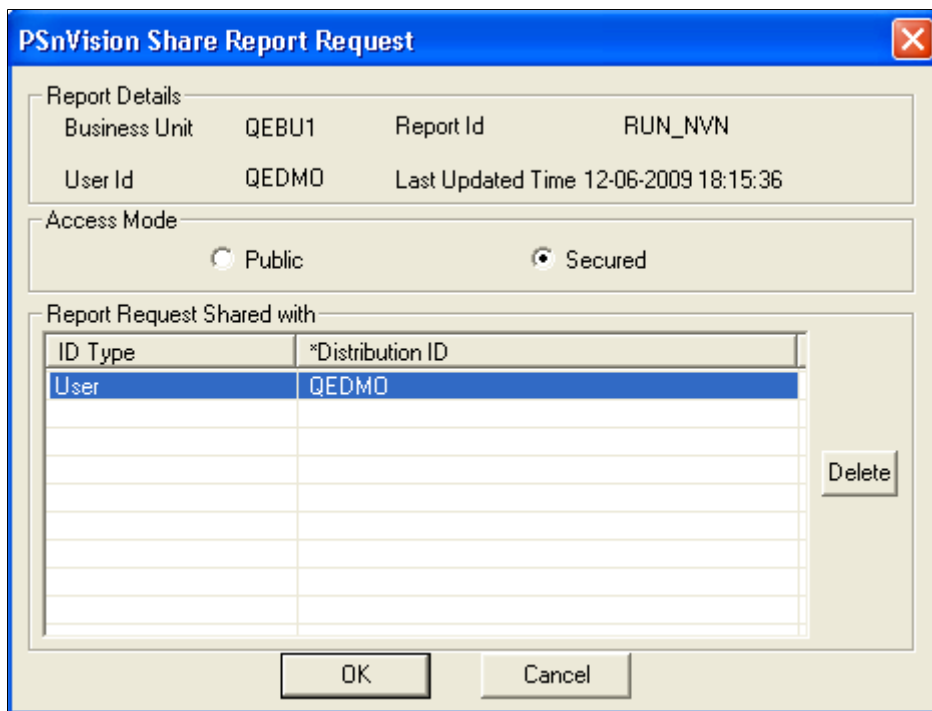 PSnVision Share Report Request
Report Details
Business Unit QEBU1 Report Id RUN_NVN
User Id QEDMO Last Updated Time 12-06-2009 18:15:36
Access Mode
Public Secured
Report Request Shared with
ID Type *Distribution ID
User QEDMO
Delete
OK Cancel